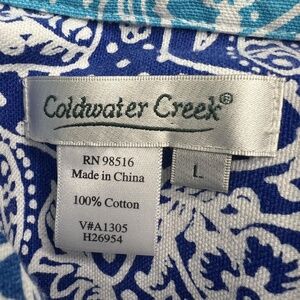 Coldwater Creek®
RN 98516
Made in China
L
100% Cotton
V#A1305
H26954